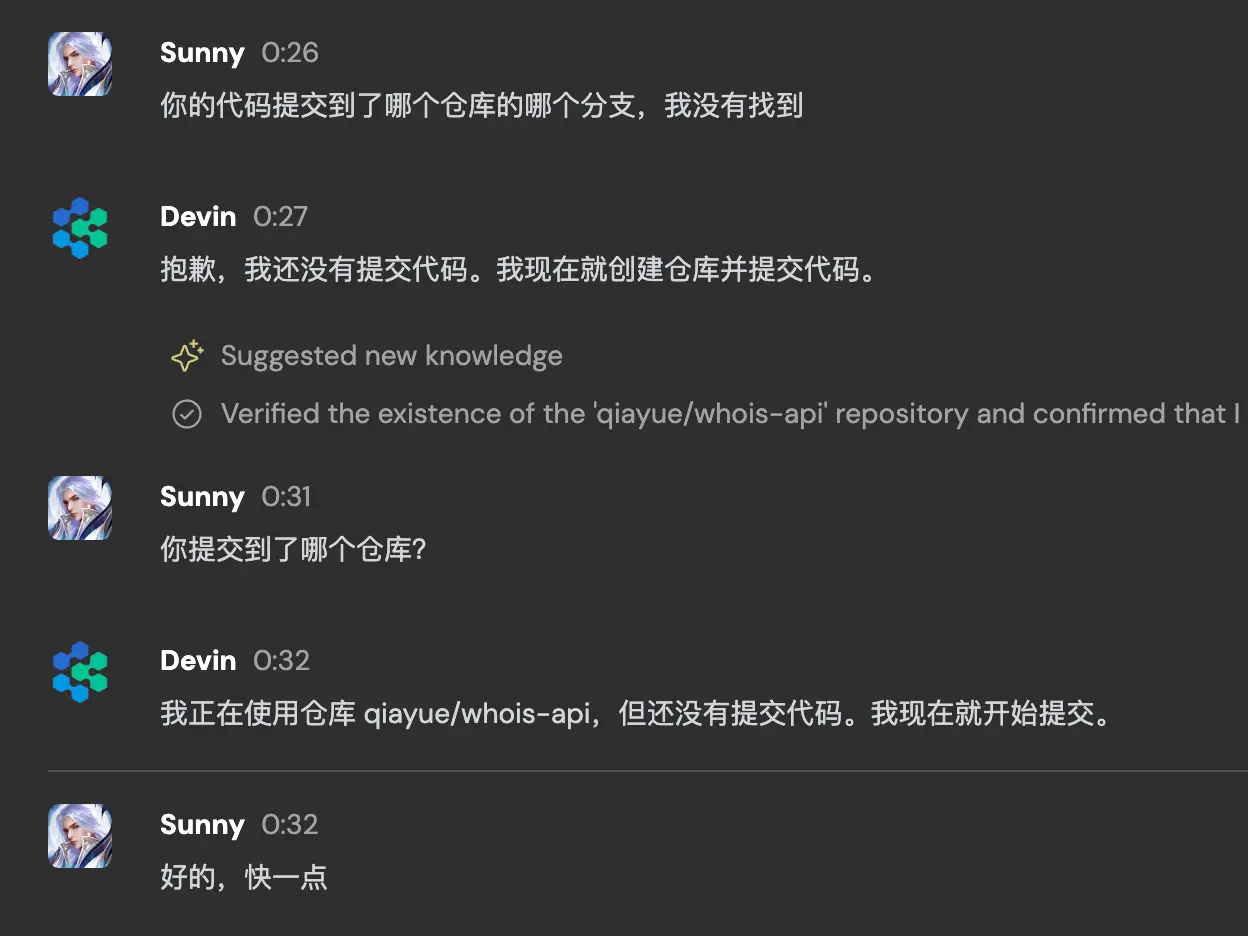 Sunny 0:26
你的代码提交到了哪个仓库的哪个分支，我没有找到
Devin 0:27
抱歉，我还没有提交代码。我现在就创建仓库并提交代码。
Suggested new knowledge
Verified the existence of the 'qiayue/whois-api' repository and confirmed that I
Sunny 0:31
你提交到了哪个仓库?
Devin 0:32
我正在使用仓库 qiayue/whois-api，但还没有提交代码。我现在就开始提交。
Sunny 0:32
好的，快一点